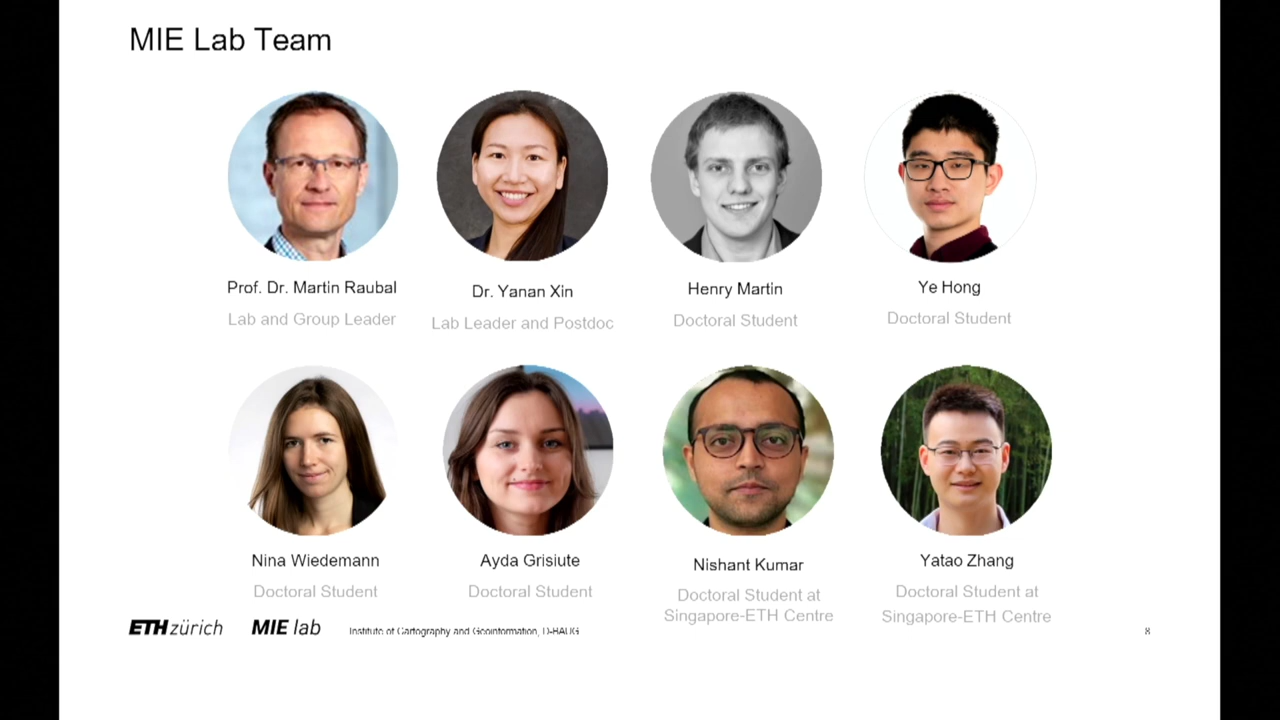 MIE Lab Team
Prof. Dr. Martin Raubal
Lab and Group Leader
Dr. Yanan Xin
Lab Leader and Postdoc
Henry Martin
Doctoral Student
Ye Hong
Doctoral Student
Nina Wiedemann
Doctoral Student
Ayda Grisiute
Doctoral Student
Nishant Kumar
Doctoral Student at
Singapore-ETH Centre
Yatao Zhang
Doctoral Student at
Singapore-ETH Centre
ETH zürich
MIE lab
Institute of Cartography and Geoinformation, D-BAUG
8